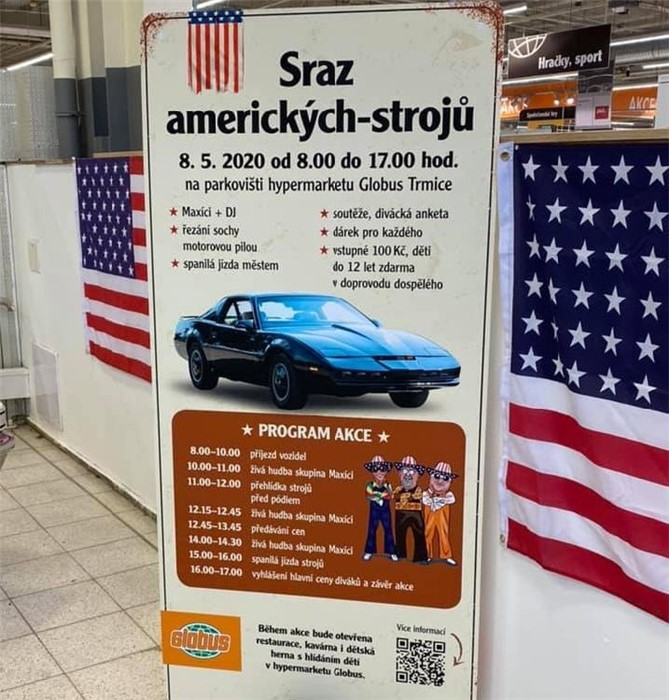 Sraz
amerických-strojů
8. 5. 2020 od 8.00 do 17.00 hod.
na parkovišti hypermarketu Globus Trmice
★ Maxíci + DJ
★ řezání sochy
motorovou pilou
★ spanilá jízda městem
★ soutěže, divácká anketa
★ dárek pro každého
★ vstupné 100 Kč, děti
do 12 let zdarma
v doprovodu dospělého
★ PROGRAM AKCE ★
8.00–10.00 příjezd vozidel
10.00–11.00 živá hudba skupina Maxíci
11.00–12.00 přehlídka strojů
před pódiem
12.15–12.45 živá hudba skupina Maxíci
12.45–13.45 předávání cen
14.00–14.30 živá hudba skupina Maxíci
15.00–16.00 spanilá jízda strojů
16.00–17.00 vyhlášení hlavní ceny diváků a závěr akce
GLOBUS
Během akce bude otevřena
restaurace, kavárna i dětská
herna s hlídáním dětí
v hypermarketu Globus.
Více informací
Hračky, sport
Společenské hry
AKCE